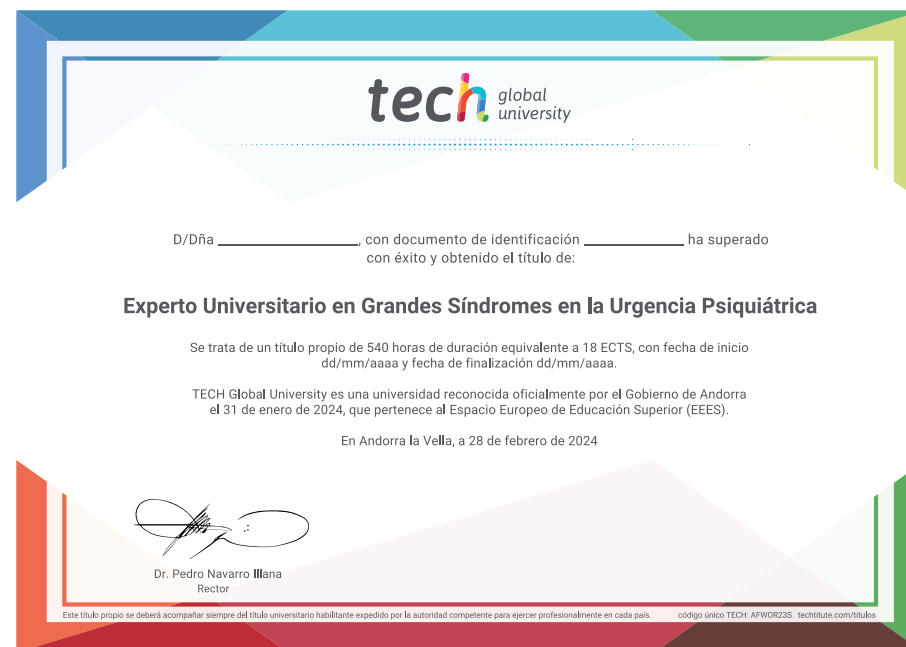 tech global university
D/Dña ______________, con documento de identificación __________ ha superado
con éxito y obtenido el título de:
Experto Universitario en Grandes Síndromes en la Urgencia Psiquiátrica
Se trata de un título propio de 540 horas de duración equivalente a 18 ECTS, con fecha de inicio
dd/mm/aaaa y fecha de finalización dd/mm/aaaa.
TECH Global University es una universidad reconocida oficialmente por el Gobierno de Andorra
el 31 de enero de 2024, que pertenece al Espacio Europeo de Educación Superior (EEES).
En Andorra la Vella, a 28 de febrero de 2024
Dr. Pedro Navarro Illana
Rector
Este título propio se deberá acompañar siempre del título universitario habilitante expedido por la autoridad competente para ejercer profesionalmente en cada país. código único TECH: AFWOR23S techtitute.com/titulos